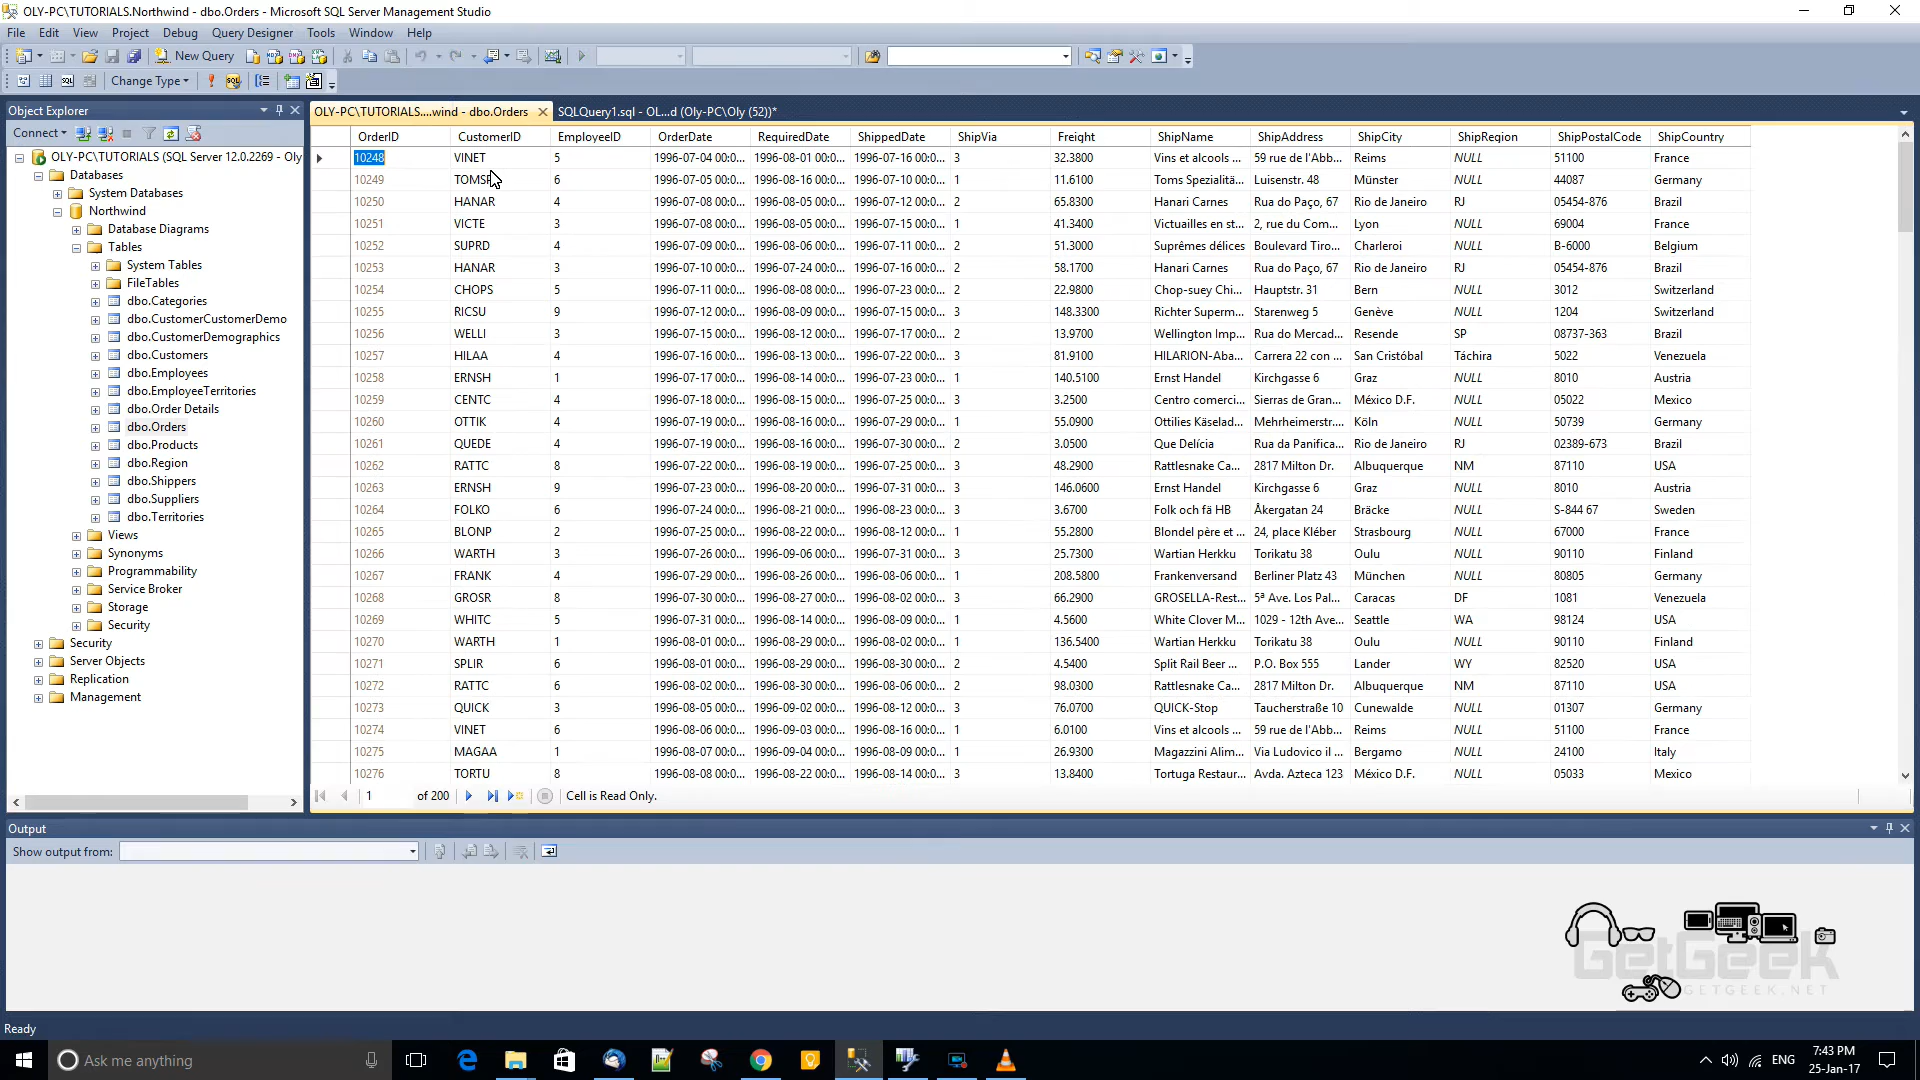 OLY-PC\TUTORIALS.Northwind - dbo.Orders - Microsoft SQL Server Management Studio
File Edit View Project Debug Query Designer Tools Window Help
New Query
Change Type
Object Explorer
Connect
OLY-PC\TUTORIALS (SQL Server 12.0.2269 - Oly
Databases
System Databases
Northwind
Database Diagrams
Tables
System Tables
FileTables
dbo.Categories
dbo.CustomerCustomerDemo
dbo.CustomerDemographics
dbo.Customers
dbo.Employees
dbo.EmployeeTerritories
dbo.Order Details
dbo.Orders
dbo.Products
dbo.Region
dbo.Shippers
dbo.Suppliers
dbo.Territories
Views
Synonyms
Programmability
Service Broker
Storage
Security
Security
Server Objects
Replication
Management
OLY-PC\TUTORIALS....wind - dbo.Orders SQLQuery1.sql - OL...d (Oly-PC\Oly (52))*
OrderID CustomerID EmployeeID OrderDate RequiredDate ShippedDate ShipVia Freight ShipName ShipAddress ShipCity ShipRegion ShipPostalCode ShipCountry
10248 VINET 5 1996-07-04 00:0... 1996-08-01 00:0... 1996-07-16 00:0... 3 32.3800 Vins et alcools ... 59 rue de l'Abb... Reims NULL 51100 France
10249 TOMSP 6 1996-07-05 00:0... 1996-08-16 00:0... 1996-07-10 00:0... 1 11.6100 Toms Spezialitä... Luisenstr. 48 Münster NULL 44087 Germany
10250 HANAR 4 1996-07-08 00:0... 1996-08-05 00:0... 1996-07-12 00:0... 2 65.8300 Hanari Carnes Rua do Paço, 67 Rio de Janeiro RJ 05454-876 Brazil
10251 VICTE 3 1996-07-08 00:0... 1996-08-05 00:0... 1996-07-15 00:0... 1 41.3400 Victuailles en st... 2, rue du Com... Lyon NULL 69004 France
10252 SUPRD 4 1996-07-09 00:0... 1996-08-06 00:0... 1996-07-11 00:0... 2 51.3000 Suprêmes délices Boulevard Tiro... Charleroi NULL B-6000 Belgium
10253 HANAR 3 1996-07-10 00:0... 1996-07-24 00:0... 1996-07-16 00:0... 2 58.1700 Hanari Carnes Rua do Paço, 67 Rio de Janeiro RJ 05454-876 Brazil
10254 CHOPS 5 1996-07-11 00:0... 1996-08-08 00:0... 1996-07-23 00:0... 2 22.9800 Chop-suey Chi... Hauptstr. 31 Bern NULL 3012 Switzerland
10255 RICSU 9 1996-07-12 00:0... 1996-08-09 00:0... 1996-07-15 00:0... 3 148.3300 Richter Superm... Starenweg 5 Genève NULL 1204 Switzerland
10256 WELLI 3 1996-07-15 00:0... 1996-08-12 00:0... 1996-07-17 00:0... 2 13.9700 Wellington Imp... Rua do Mercad... Resende SP 08737-363 Brazil
10257 HILAA 4 1996-07-16 00:0... 1996-08-13 00:0... 1996-07-22 00:0... 3 81.9100 HILARION-Aba... Carrera 22 con ... San Cristóbal Táchira 5022 Venezuela
10258 ERNSH 1 1996-07-17 00:0... 1996-08-14 00:0... 1996-07-23 00:0... 1 140.5100 Ernst Handel Kirchgasse 6 Graz NULL 8010 Austria
10259 CENTC 4 1996-07-18 00:0... 1996-08-15 00:0... 1996-07-25 00:0... 3 3.2500 Centro comerci... Sierras de Gran... México D.F. NULL 05022 Mexico
10260 OTTIK 4 1996-07-19 00:0... 1996-08-16 00:0... 1996-07-29 00:0... 1 55.0900 Ottilies Käselad... Mehrheimerstr.... Köln NULL 50739 Germany
10261 QUEDE 4 1996-07-19 00:0... 1996-08-16 00:0... 1996-07-30 00:0... 2 3.0500 Que Delícia Rua da Panifica... Rio de Janeiro RJ 02389-673 Brazil
10262 RATTC 8 1996-07-22 00:0... 1996-08-19 00:0... 1996-07-25 00:0... 3 48.2900 Rattlesnake Ca... 2817 Milton Dr. Albuquerque NM 87110 USA
10263 ERNSH 9 1996-07-23 00:0... 1996-08-20 00:0... 1996-07-31 00:0... 3 146.0600 Ernst Handel Kirchgasse 6 Graz NULL 8010 Austria
10264 FOLKO 6 1996-07-24 00:0... 1996-08-21 00:0... 1996-08-23 00:0... 3 3.6700 Folk och fä HB Åkergatan 24 Bräcke NULL S-844 67 Sweden
10265 BLONP 2 1996-07-25 00:0... 1996-08-22 00:0... 1996-08-12 00:0... 1 55.2800 Blondel père et ... 24, place Kléber Strasbourg NULL 67000 France
10266 WARTH 3 1996-07-26 00:0... 1996-09-06 00:0... 1996-07-31 00:0... 3 25.7300 Wartian Herkku Torikatu 38 Oulu NULL 90110 Finland
10267 FRANK 4 1996-07-29 00:0... 1996-08-26 00:0... 1996-08-06 00:0... 1 208.5800 Frankenversand Berliner Platz 43 München NULL 80805 Germany
10268 GROSR 8 1996-07-30 00:0... 1996-08-27 00:0... 1996-08-02 00:0... 3 66.2900 GROSELLA-Rest... 5ª Ave. Los Pal... Caracas DF 1081 Venezuela
10269 WHITC 5 1996-07-31 00:0... 1996-08-14 00:0... 1996-08-09 00:0... 1 4.5600 White Clover M... 1029 - 12th Ave... Seattle WA 98124 USA
10270 WARTH 1 1996-08-01 00:0... 1996-08-29 00:0... 1996-08-02 00:0... 1 136.5400 Wartian Herkku Torikatu 38 Oulu NULL 90110 Finland
10271 SPLIR 6 1996-08-01 00:0... 1996-08-29 00:0... 1996-08-30 00:0... 2 4.5400 Split Rail Beer ... P.O. Box 555 Lander WY 82520 USA
10272 RATTC 6 1996-08-02 00:0... 1996-08-30 00:0... 1996-08-06 00:0... 2 98.0300 Rattlesnake Ca... 2817 Milton Dr. Albuquerque NM 87110 USA
10273 QUICK 3 1996-08-05 00:0... 1996-09-02 00:0... 1996-08-12 00:0... 3 76.0700 QUICK-Stop Taucherstraße 10 Cunewalde NULL 01307 Germany
10274 VINET 6 1996-08-06 00:0... 1996-09-03 00:0... 1996-08-16 00:0... 1 6.0100 Vins et alcools ... 59 rue de l'Abb... Reims NULL 51100 France
10275 MAGAA 1 1996-08-07 00:0... 1996-09-04 00:0... 1996-08-09 00:0... 1 26.9300 Magazzini Alim... Via Ludovico il ... Bergamo NULL 24100 Italy
10276 TORTU 8 1996-08-08 00:0... 1996-08-22 00:0... 1996-08-14 00:0... 3 13.8400 Tortuga Restaur... Avda. Azteca 123 México D.F. NULL 05033 Mexico
1 of 200 Cell is Read Only.
Output
Show output from:
GetGeek
GETGEEK.NET
Ready
Ask me anything
ENG
7:43 PM
25-Jan-17